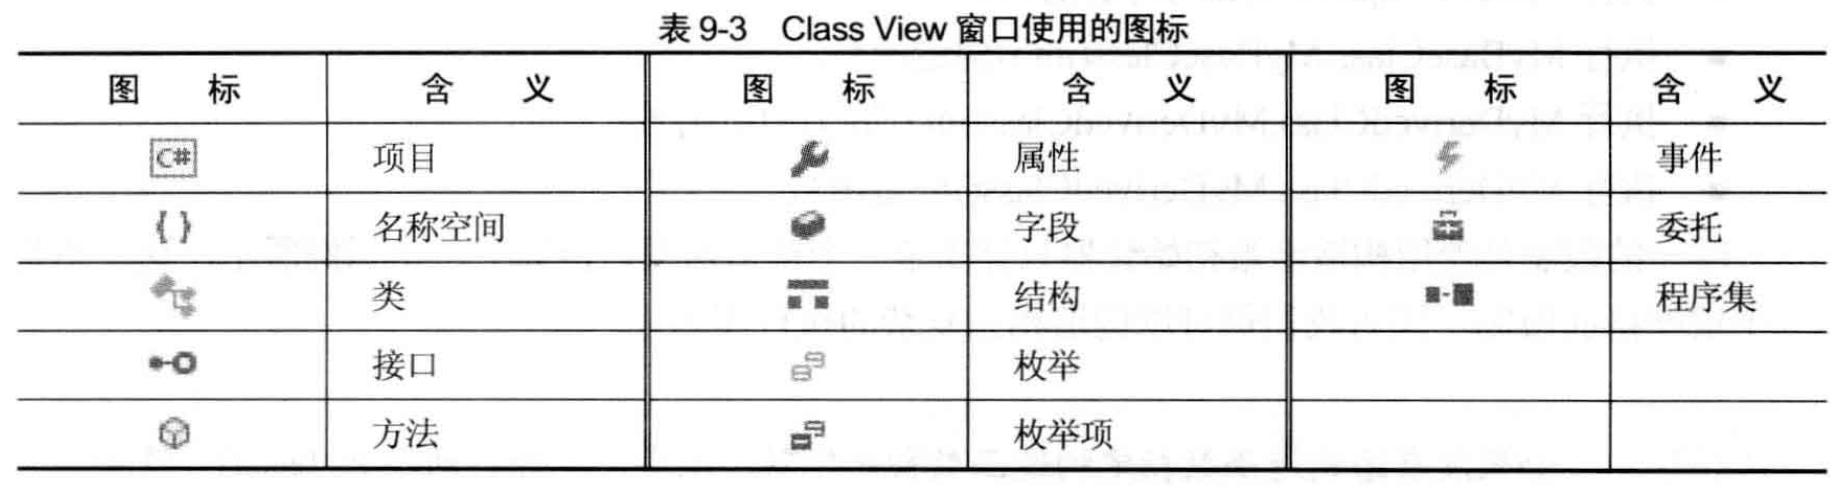 表 9-3 Class View 窗口使用的图标
图 标 含 义 图 标 含 义 图 标 含 义
C# 项目 属性 事件
{ } 名称空间 字段 委托
类 结构 程序集
接口 枚举
方法 枚举项